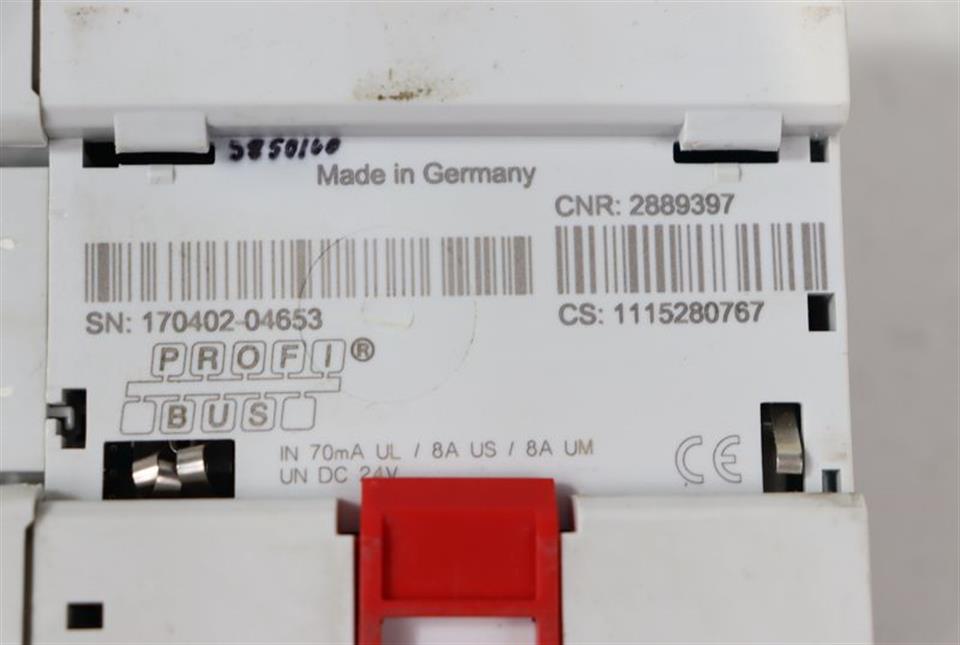 5850160
Made in Germany
CNR: 2889397
SN: 170402-04653
CS: 1115280767
PROFI®
BUS
IN 70mA UL / 8A US / 8A UM
UN DC 24V
CE